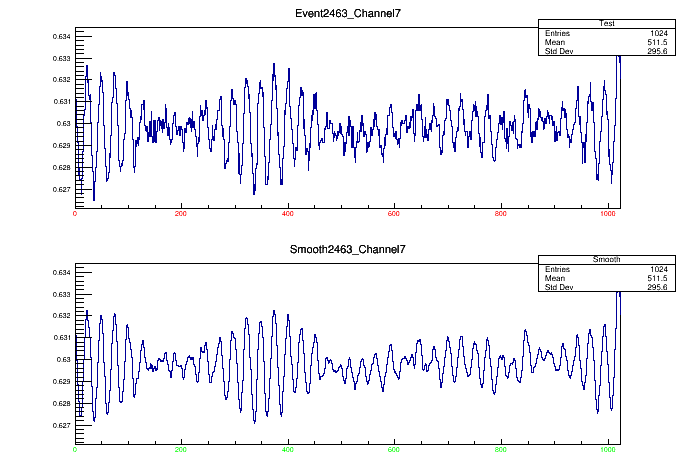 Event2463_Channel7
Test
Entries 1024
Mean 511.5
Std Dev 295.6
0.634
0.633
0.632
0.631
0.63
0.629
0.628
0.627
0 200 400 600 800 1000
Smooth2463_Channel7
Smooth
Entries 1024
Mean 511.5
Std Dev 295.6
0.634
0.633
0.632
0.631
0.63
0.629
0.628
0.627
0 200 400 600 800 1000